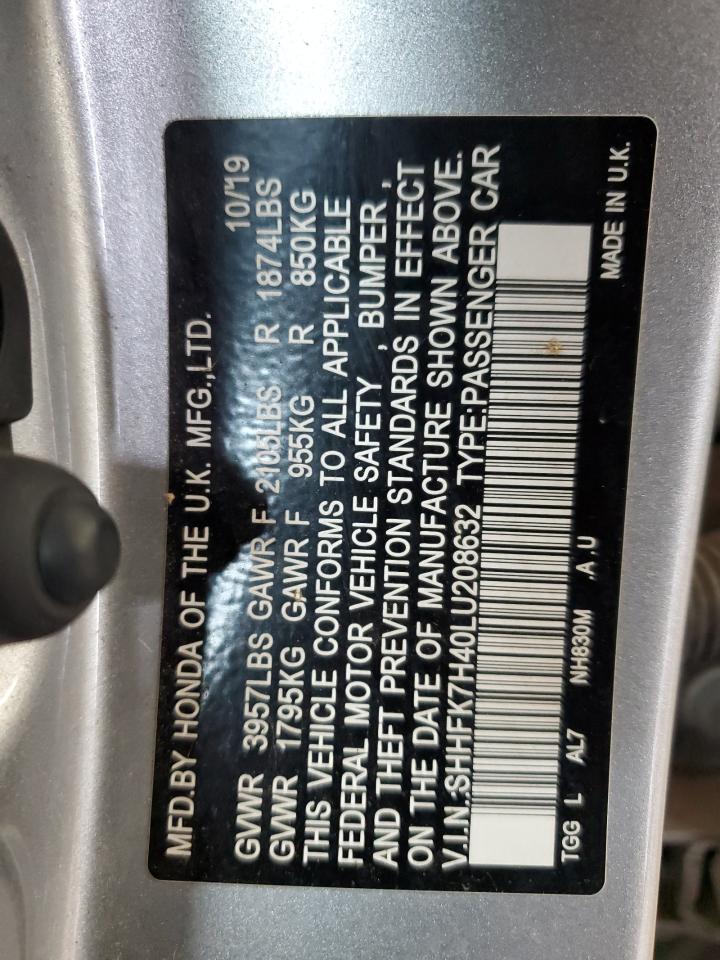 MFD.BY HONDA OF THE U.K. MFG.,LTD.
10/19
GVWR 3957LBS GAWR F 2105LBS R 1874LBS
GVWR 1795KG GAWR F 955KG R 850KG
THIS VEHICLE CONFORMS TO ALL APPLICABLE
FEDERAL MOTOR VEHICLE SAFETY , BUMPER ,
AND THEFT PREVENTION STANDARDS IN EFFECT
ON THE DATE OF MANUFACTURE SHOWN ABOVE.
V.I.N.:SHHFK7H40LU208632 TYPE:PASSENGER CAR
TGG L AL7 NH830M .A .U MADE IN U.K.